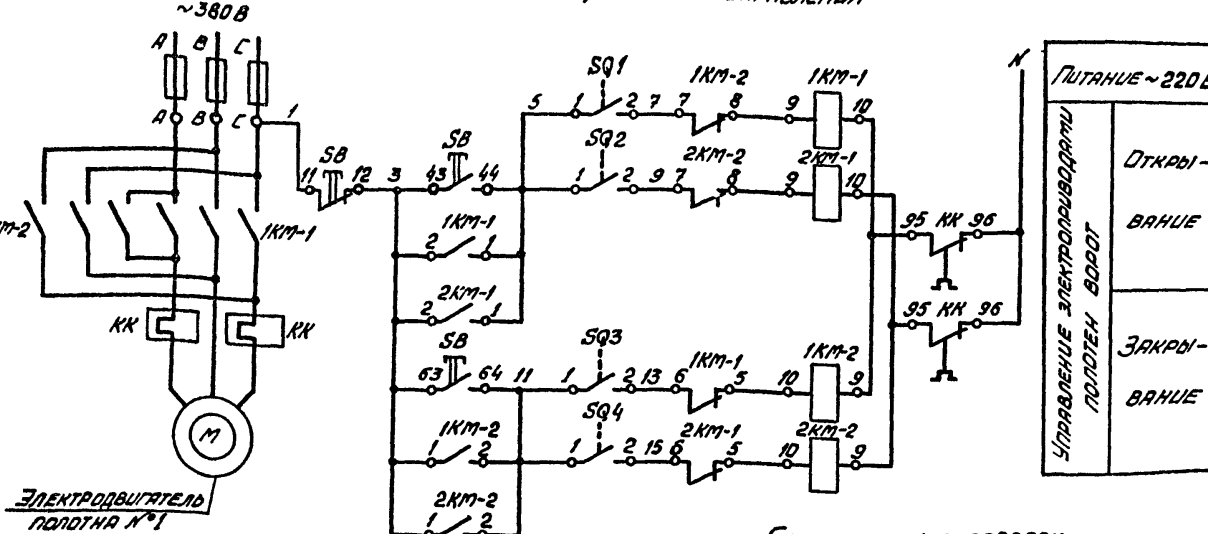 ~380 В
А В С
А В С
1
SB
11 12
3
SB
43 44
5
SQ1
1 2 7
1КМ-2
7 8
1КМ-1
9 10
N
SQ2
1 2 9
2КМ-2
7 8
2КМ-1
9 10
1КМ-1
2 1
2КМ-1
2 1
95 КК 96
95 КК 96
1КМ-1
КК КК
М
SB
63 64 11
SQ3
1 2 13
1КМ-1
6 5
1КМ-2
10 9
SQ4
1 2 15
2КМ-1
6 5
2КМ-2
10 9
1КМ-2
1 2
2КМ-2
1 2
Электродвигатель
полотна №1
Питание ~220 В
Управление электроприводами
полотен ворот
Откры-
вание
Закры-
вание